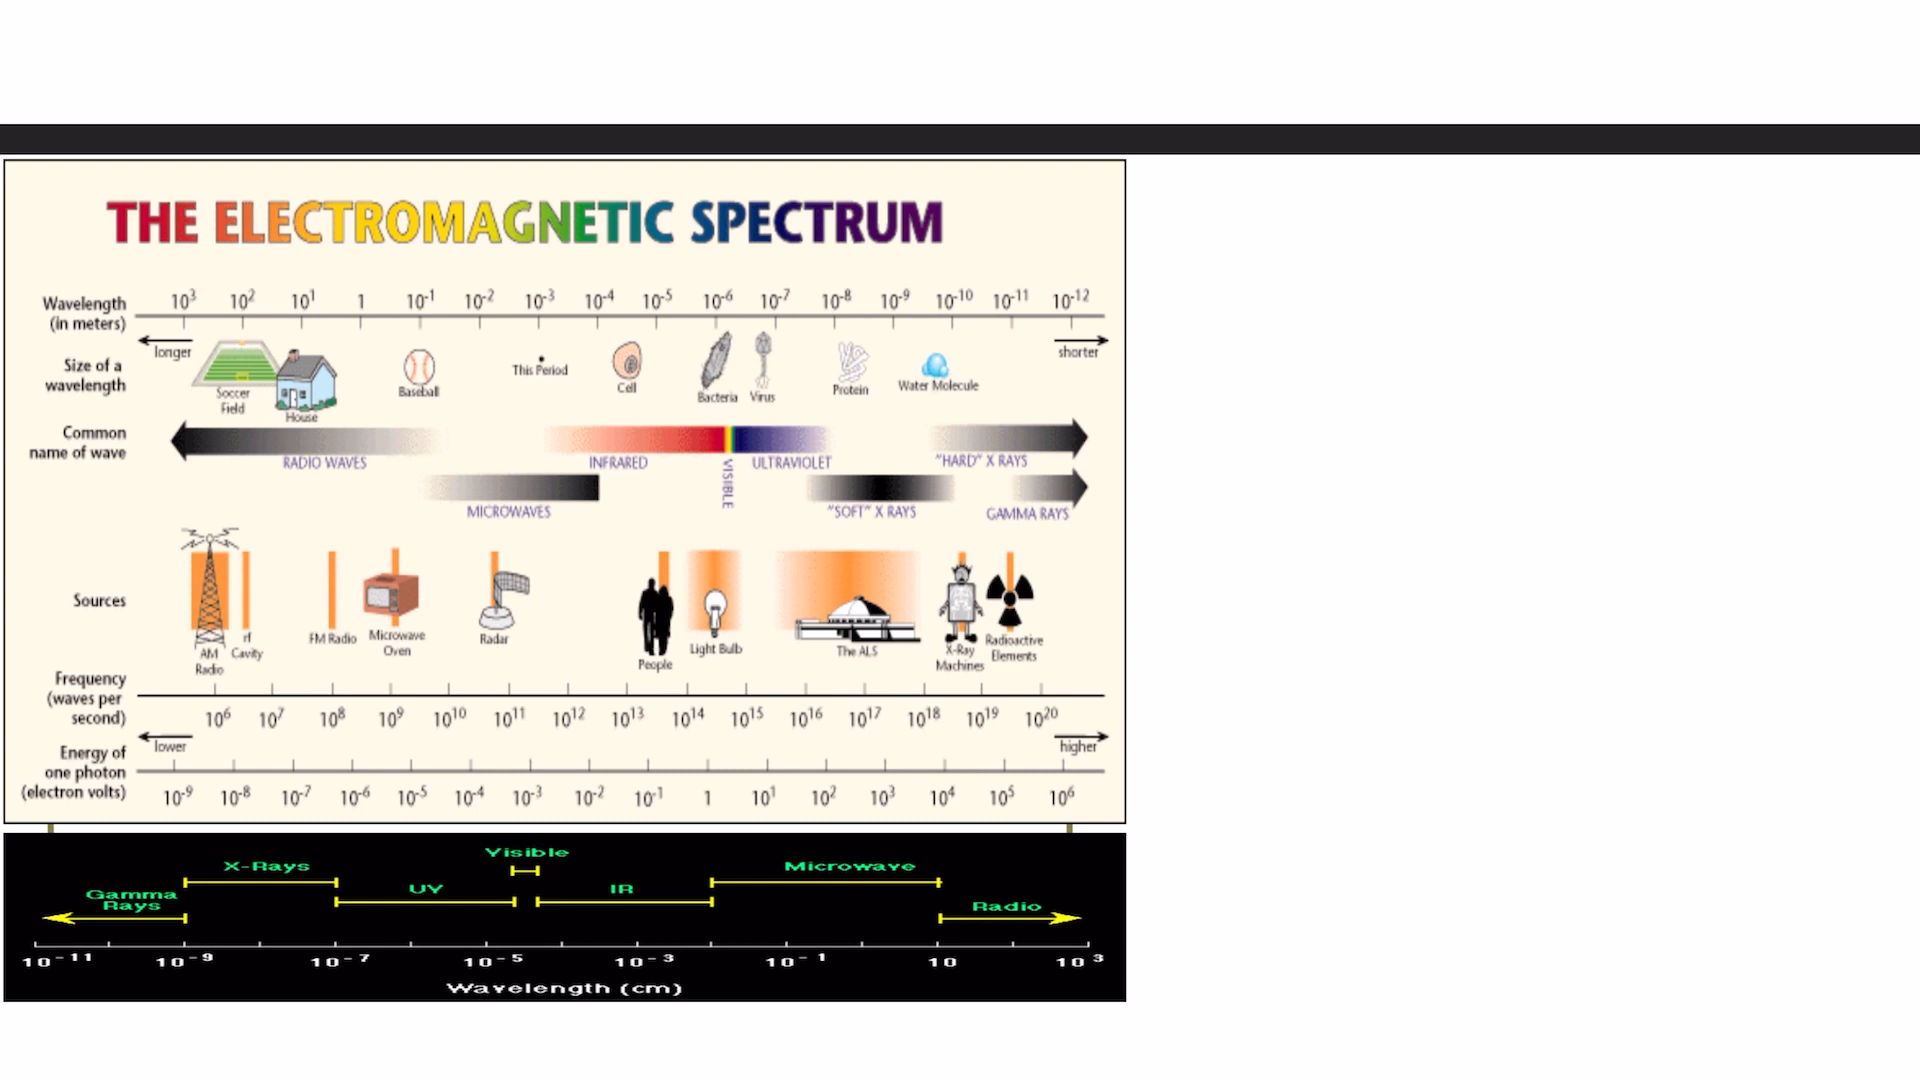 THE ELECTROMAGNETIC SPECTRUM
Wavelength
(in meters)
10³ 10² 10¹ 1 10⁻¹ 10⁻² 10⁻³ 10⁻⁴ 10⁻⁵ 10⁻⁶ 10⁻⁷ 10⁻⁸ 10⁻⁹ 10⁻¹⁰ 10⁻¹¹ 10⁻¹²
longer
shorter
Size of a
wavelength
Soccer
Field
House
Baseball
This Period
Cell
Bacteria
Virus
Protein
Water Molecule
Common
name of wave
RADIO WAVES
INFRARED
VISIBLE
ULTRAVIOLET
"HARD" X RAYS
MICROWAVES
"SOFT" X RAYS
GAMMA RAYS
Sources
AM
Radio
rf
Cavity
FM Radio
Microwave
Oven
Radar
People
Light Bulb
The ALS
X-Ray
Machines
Radioactive
Elements
Frequency
(waves per
second)
10⁶ 10⁷ 10⁸ 10⁹ 10¹⁰ 10¹¹ 10¹² 10¹³ 10¹⁴ 10¹⁵ 10¹⁶ 10¹⁷ 10¹⁸ 10¹⁹ 10²⁰
lower
higher
Energy of
one photon
(electron volts)
10⁻⁹ 10⁻⁸ 10⁻⁷ 10⁻⁶ 10⁻⁵ 10⁻⁴ 10⁻³ 10⁻² 10⁻¹ 1 10¹ 10² 10³ 10⁴ 10⁵ 10⁶
Visible
X-Rays
Microwave
UV
IR
Gamma
Rays
Radio
10⁻¹¹ 10⁻⁹ 10⁻⁷ 10⁻⁵ 10⁻³ 10⁻¹ 10 10³
Wavelength (cm)